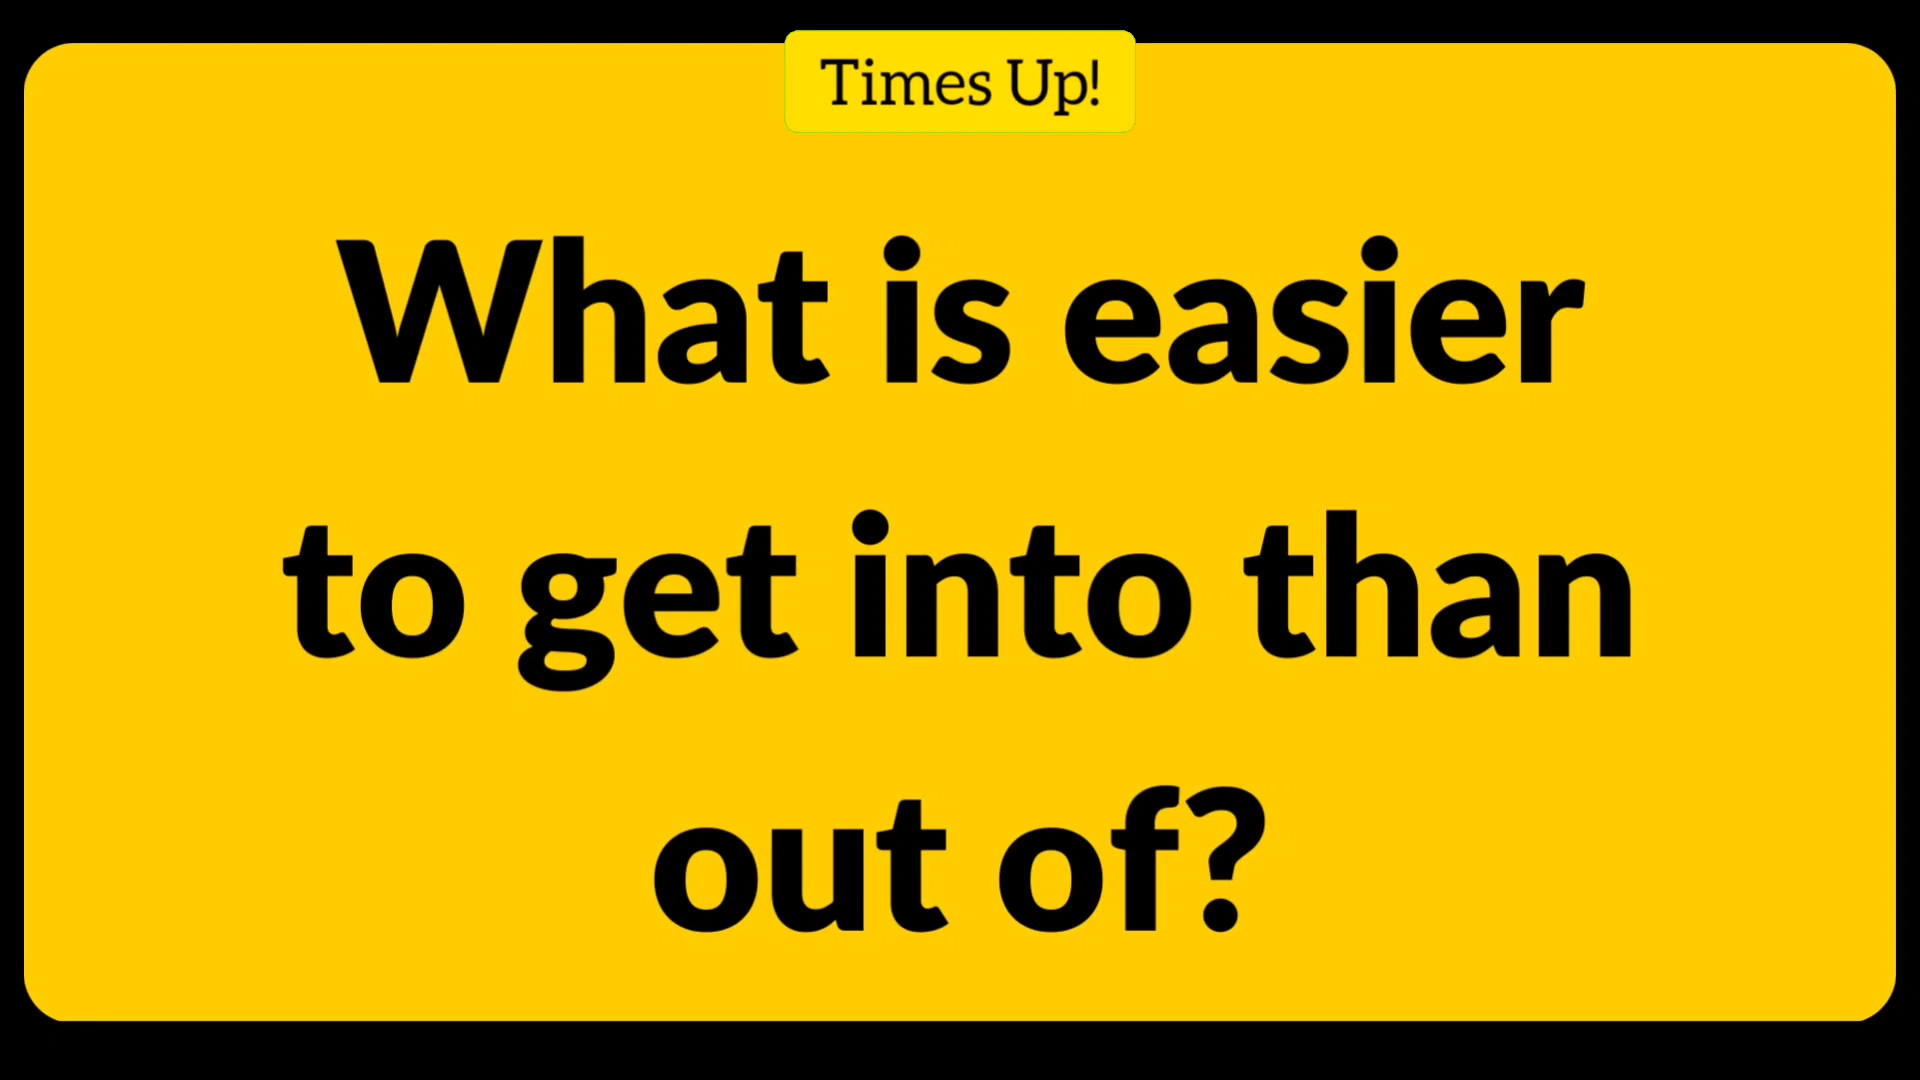 Times Up!
What is easier
to get into than
out of?